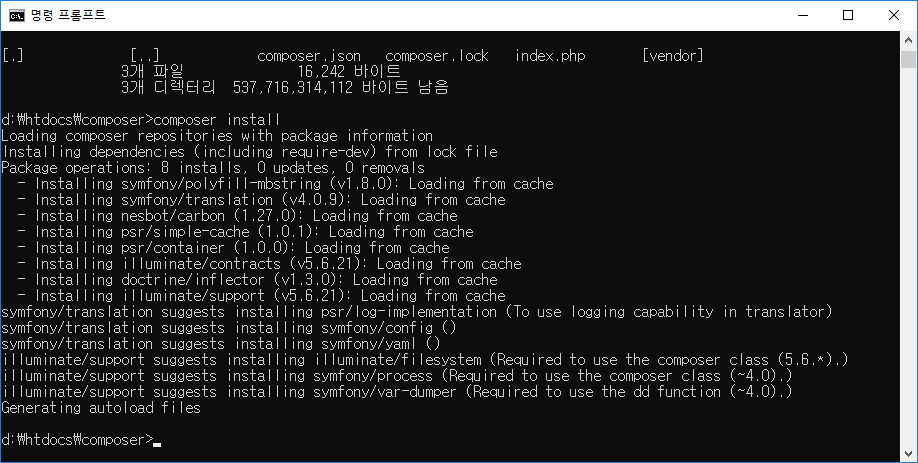 명령 프롬프트
[.] [..] composer.json composer.lock index.php [vendor]
3개 파일 16,242 바이트
3개 디렉터리 537,716,314,112 바이트 남음
d:₩htdocs₩composer>composer install
Loading composer repositories with package information
Installing dependencies (including require-dev) from lock file
Package operations: 8 installs, 0 updates, 0 removals
- Installing symfony/polyfill-mbstring (v1.8.0): Loading from cache
- Installing symfony/translation (v4.0.9): Loading from cache
- Installing nesbot/carbon (1.27.0): Loading from cache
- Installing psr/simple-cache (1.0.1): Loading from cache
- Installing psr/container (1.0.0): Loading from cache
- Installing illuminate/contracts (v5.6.21): Loading from cache
- Installing doctrine/inflector (v1.3.0): Loading from cache
- Installing illuminate/support (v5.6.21): Loading from cache
symfony/translation suggests installing psr/log-implementation (To use logging capability in translator)
symfony/translation suggests installing symfony/config ()
symfony/translation suggests installing symfony/yaml ()
illuminate/support suggests installing illuminate/filesystem (Required to use the composer class (5.6.*).)
illuminate/support suggests installing symfony/process (Required to use the composer class (~4.0).)
illuminate/support suggests installing symfony/var-dumper (Required to use the dd function (~4.0).)
Generating autoload files
d:₩htdocs₩composer>